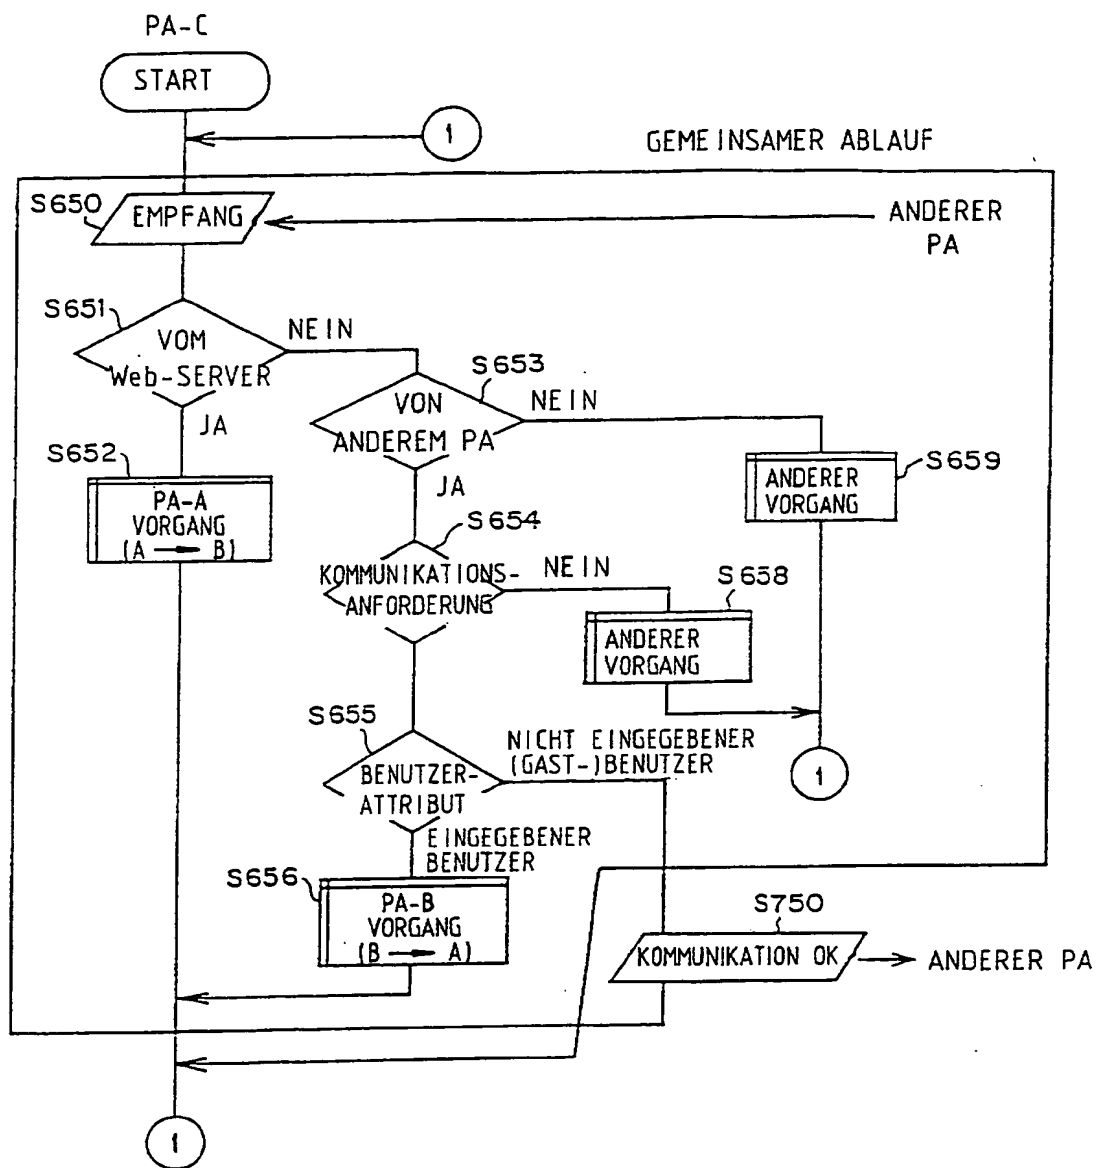 PA-C
START
1
GEMEINSAMER ABLAUF
S650
EMPFANG
ANDERER
PA
S651
VOM
Web-SERVER
NEIN
JA
S653
VON
ANDEREM PA
NEIN
JA
S652
PA-A
VORGANG
(A → B)
S659
ANDERER
VORGANG
S654
KOMMUNIKATIONS-
ANFORDERUNG
NEIN
S658
ANDERER
VORGANG
1
S655
BENUTZER-
ATTRIBUT
NICHT EINGEGEBENER
(GAST-)BENUTZER
EINGEGEBENER
BENUTZER
S656
PA-B
VORGANG
(B → A)
S750
KOMMUNIKATION OK
ANDERER PA
1